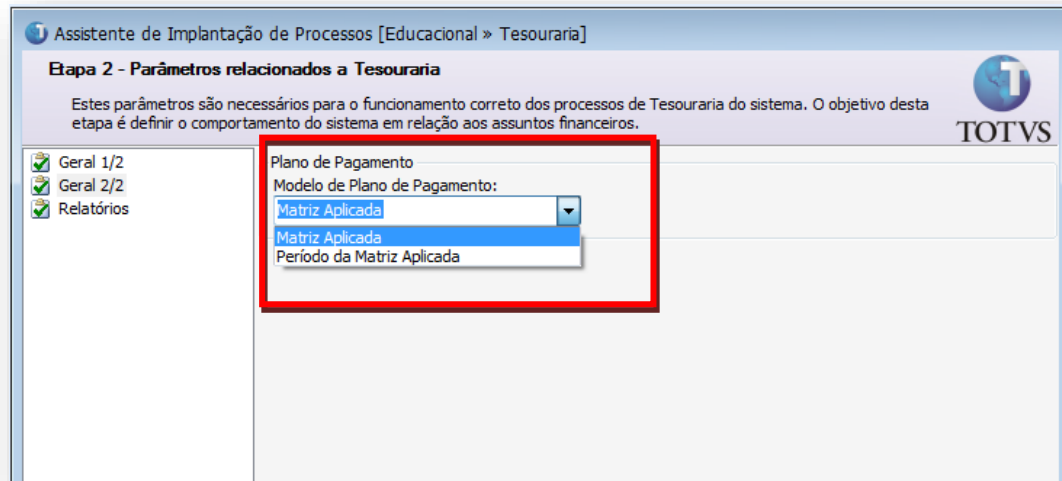 Assistente de Implantação de Processos [Educacional » Tesouraria]
Etapa 2 - Parâmetros relacionados a Tesouraria
Estes parâmetros são necessários para o funcionamento correto dos processos de Tesouraria do sistema. O objetivo desta
etapa é definir o comportamento do sistema em relação aos assuntos financeiros.
TOTVS
Geral 1/2
Geral 2/2
Relatórios
Plano de Pagamento
Modelo de Plano de Pagamento:
Matriz Aplicada
Matriz Aplicada
Período da Matriz Aplicada